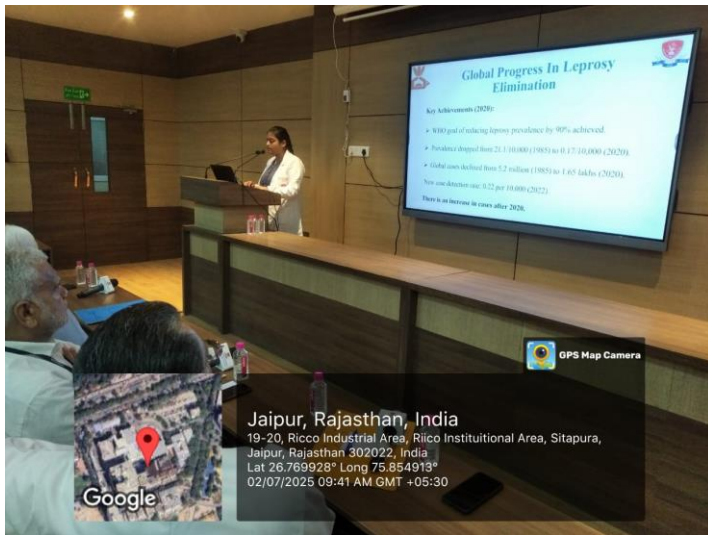 Global Progress In Leprosy
Elimination
Key Achievements (2020):
➤ WHO goal of reducing leprosy prevalence by 90% achieved.
➤ Prevalence dropped from 21.1/10,000 (1985) to 0.17/10,000 (2020).
➤ Global cases declined from 5.2 million (1985) to 1.65 lakhs (2020).
New case detection rate: 0.22 per 10,000 (2022)
There is an increase in cases after 2020.
GPS Map Camera
Jaipur, Rajasthan, India
19-20, Ricco Industrial Area, Riico Instituitional Area, Sitapura,
Jaipur, Rajasthan 302022, India
Lat 26.769928° Long 75.854913°
02/07/2025 09:41 AM GMT +05:30
Google